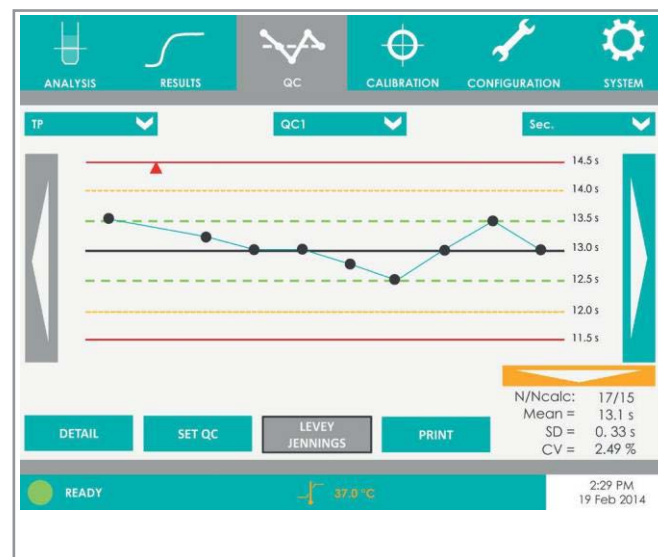 ANALYSIS RESULTS QC CALIBRATION CONFIGURATION SYSTEM
TP QC1 Sec.
14.5 s
14.0 s
13.5 s
13.0 s
12.5 s
12.0 s
11.5 s
N/Ncalc: 17/15
Mean = 13.1 s
SD = 0. 33 s
CV = 2.49 %
DETAIL SET QC LEVEY JENNINGS PRINT
READY 37.0 °C 2:29 PM
19 Feb 2014